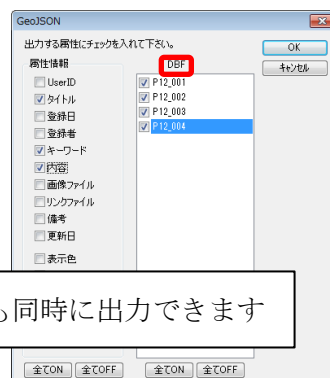 GeoJSON
出力する属性にチェックを入れて下さい。
OK
キャンセル
属性情報
DBF
UserID
タイトル
登録日
登録者
キーワード
内容
画像ファイル
リンクファイル
備考
更新日
表示色
P12_001
P12_002
P12_003
P12_004
も同時に出力できます
全てON
全てOFF
全てON
全てOFF